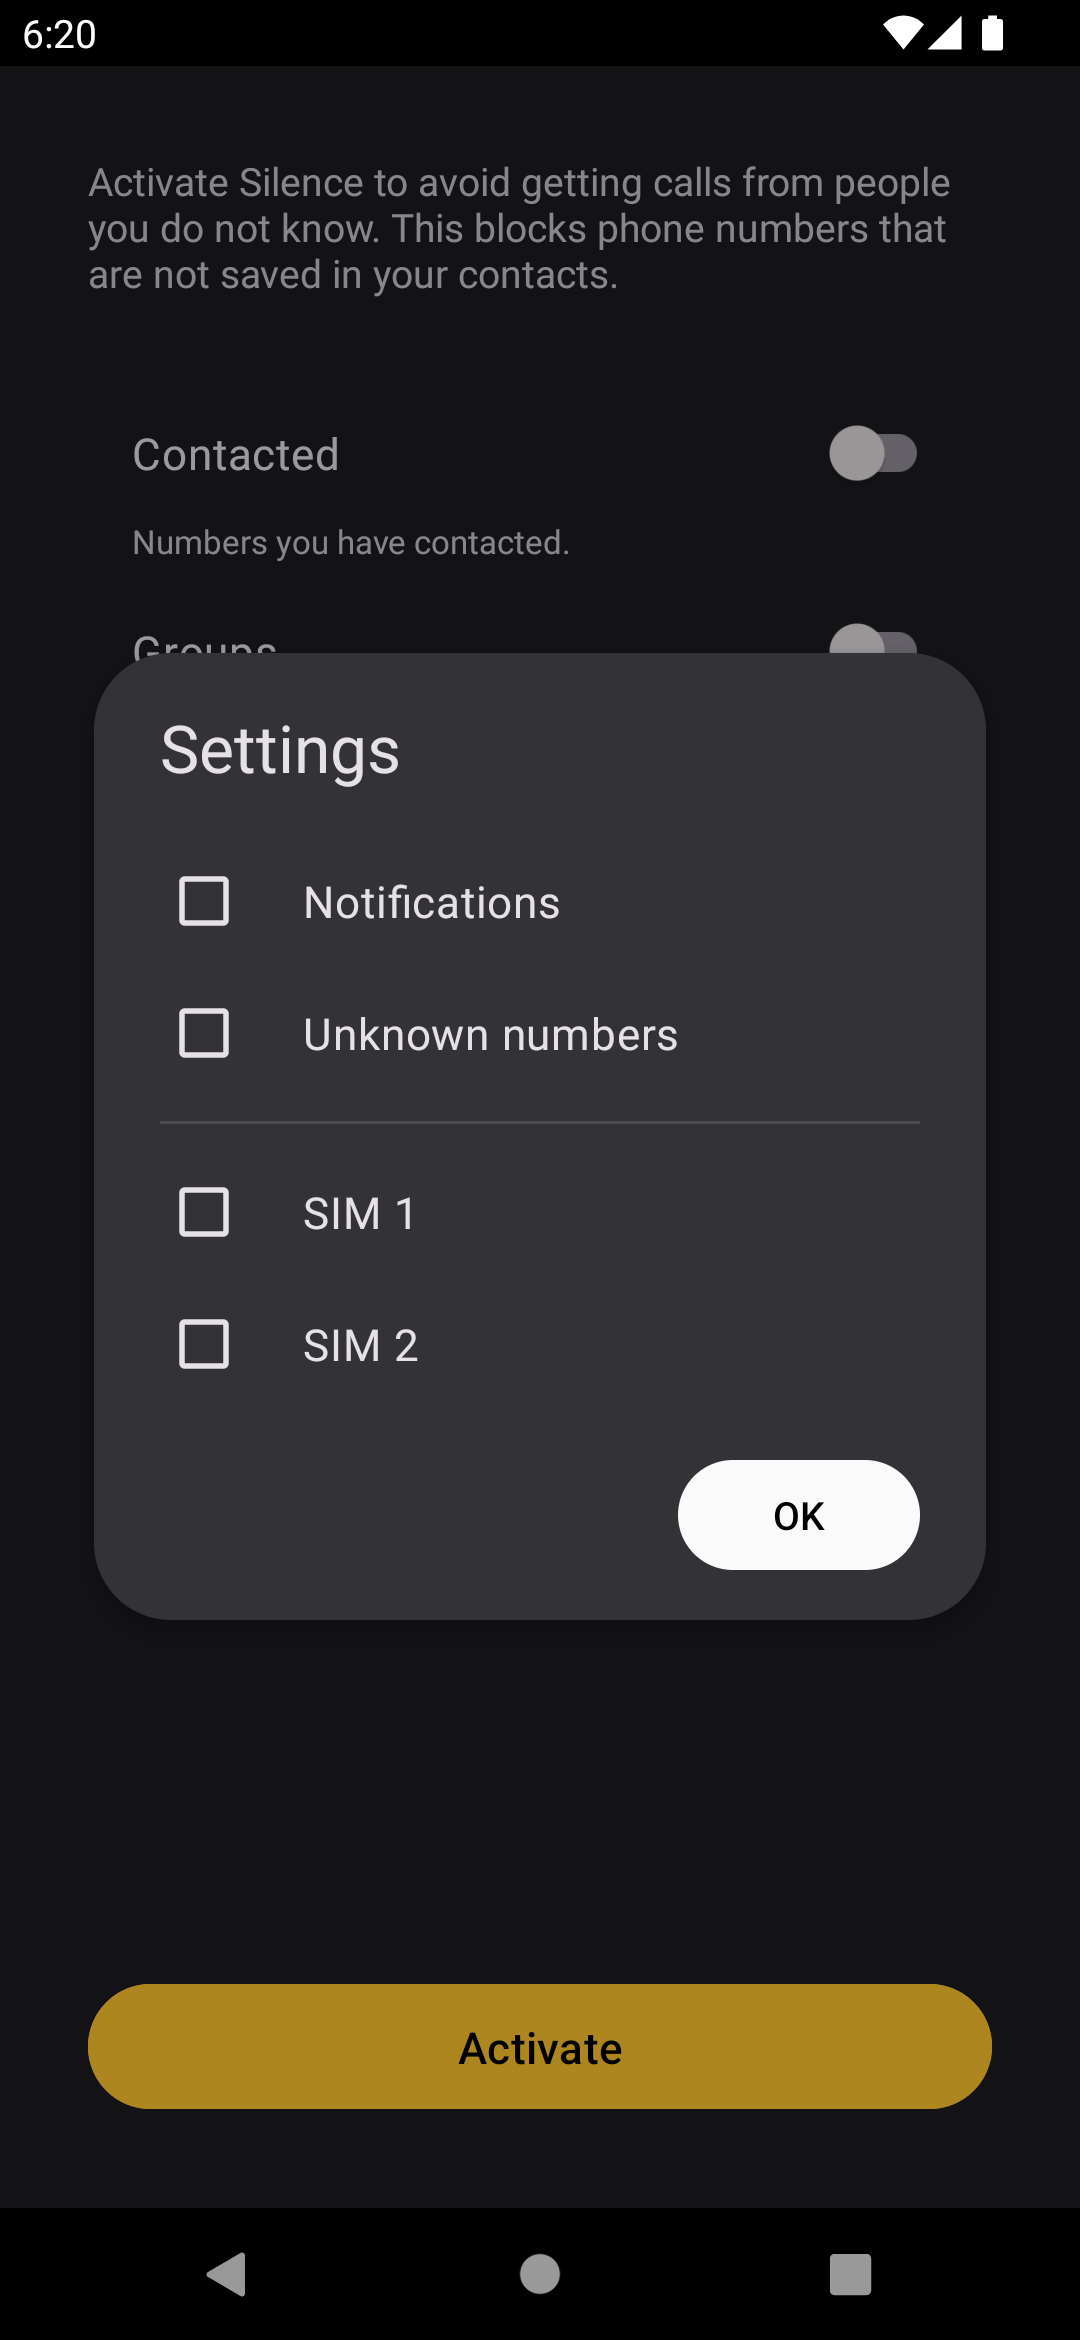 6:20
Activate Silence to avoid getting calls from people
you do not know. This blocks phone numbers that
are not saved in your contacts.
Contacted
Numbers you have contacted.
Groups
Settings
Notifications
Unknown numbers
SIM 1
SIM 2
OK
Activate